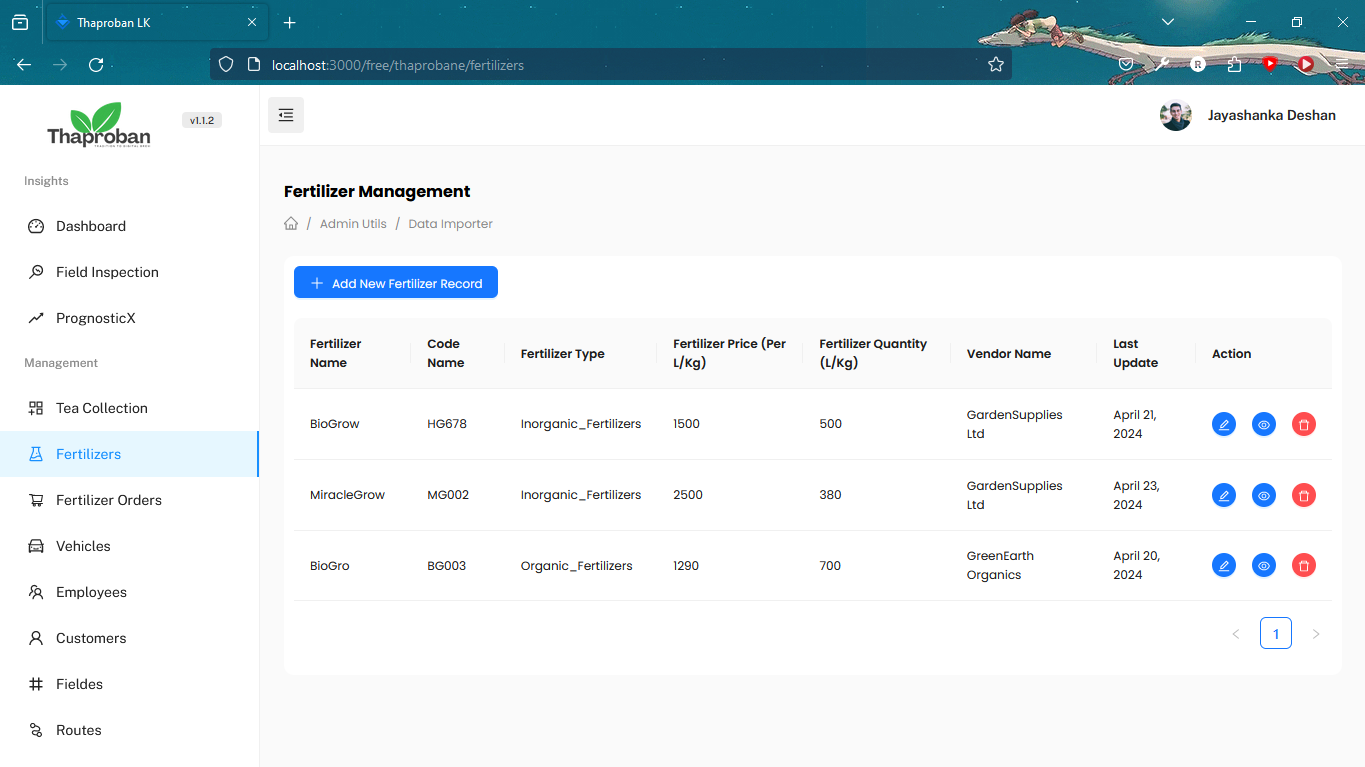 Thaproban LK
localhost:3000/free/thaprobane/fertilizers
Thaproban
v1.1.2
Jayashanka Deshan
Insights
Dashboard
Field Inspection
PrognosticX
Management
Tea Collection
Fertilizers
Fertilizer Orders
Vehicles
Employees
Customers
Fieldes
Routes
Fertilizer Management
/ Admin Utils / Data Importer
Add New Fertilizer Record
Fertilizer Name Code Name Fertilizer Type Fertilizer Price (Per L/Kg) Fertilizer Quantity (L/Kg) Vendor Name Last Update Action
BioGrow HG678 Inorganic_Fertilizers 1500 500 GardenSupplies Ltd April 21, 2024
MiracleGrow MG002 Inorganic_Fertilizers 2500 380 GardenSupplies Ltd April 23, 2024
BioGro BG003 Organic_Fertilizers 1290 700 GreenEarth Organics April 20, 2024
< 1 >